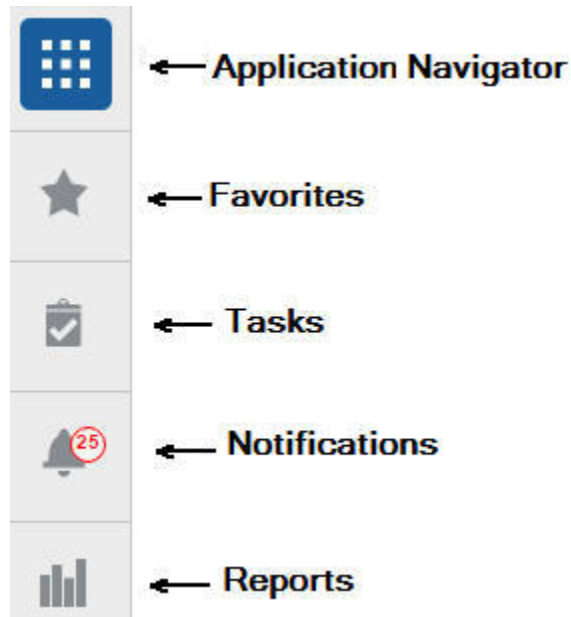 Application Navigator
Favorites
Tasks
25
Notifications
Reports